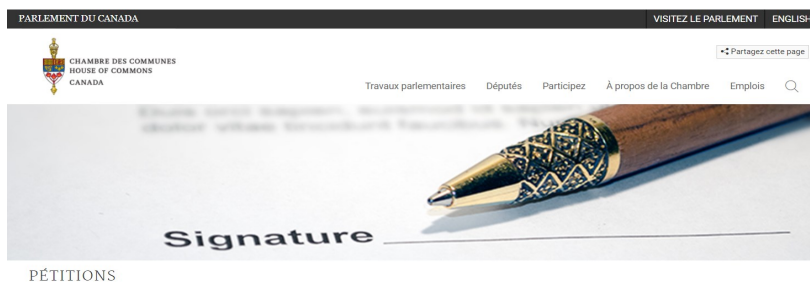 PARLEMENT DU CANADA
VISITEZ LE PARLEMENT ENGLISH
CHAMBRE DES COMMUNES
HOUSE OF COMMONS
CANADA
Partagez cette page
Travaux parlementaires Députés Participez À propos de la Chambre Emplois
Signature
PÉTITIONS